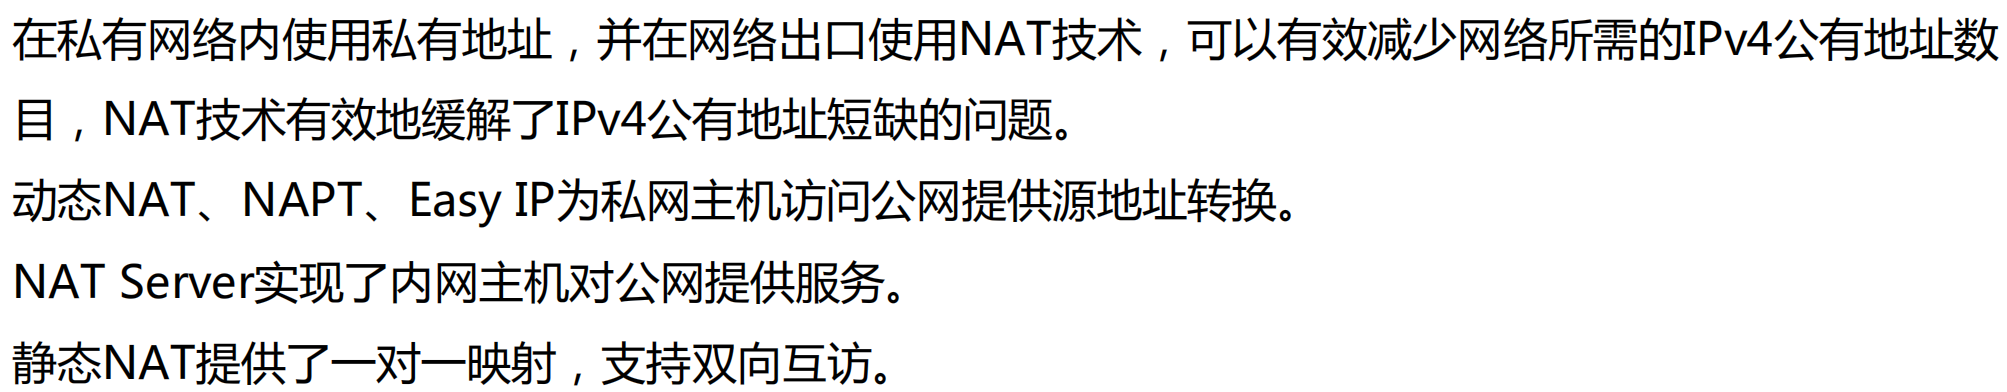 在私有网络内使用私有地址，并在网络出口使用NAT技术，可以有效减少网络所需的IPv4公有地址数
目，NAT技术有效地缓解了IPv4公有地址短缺的问题。
动态NAT、NAPT、Easy IP为私网主机访问公网提供源地址转换。
NAT Server实现了内网主机对公网提供服务。
静态NAT提供了一对一映射，支持双向互访。